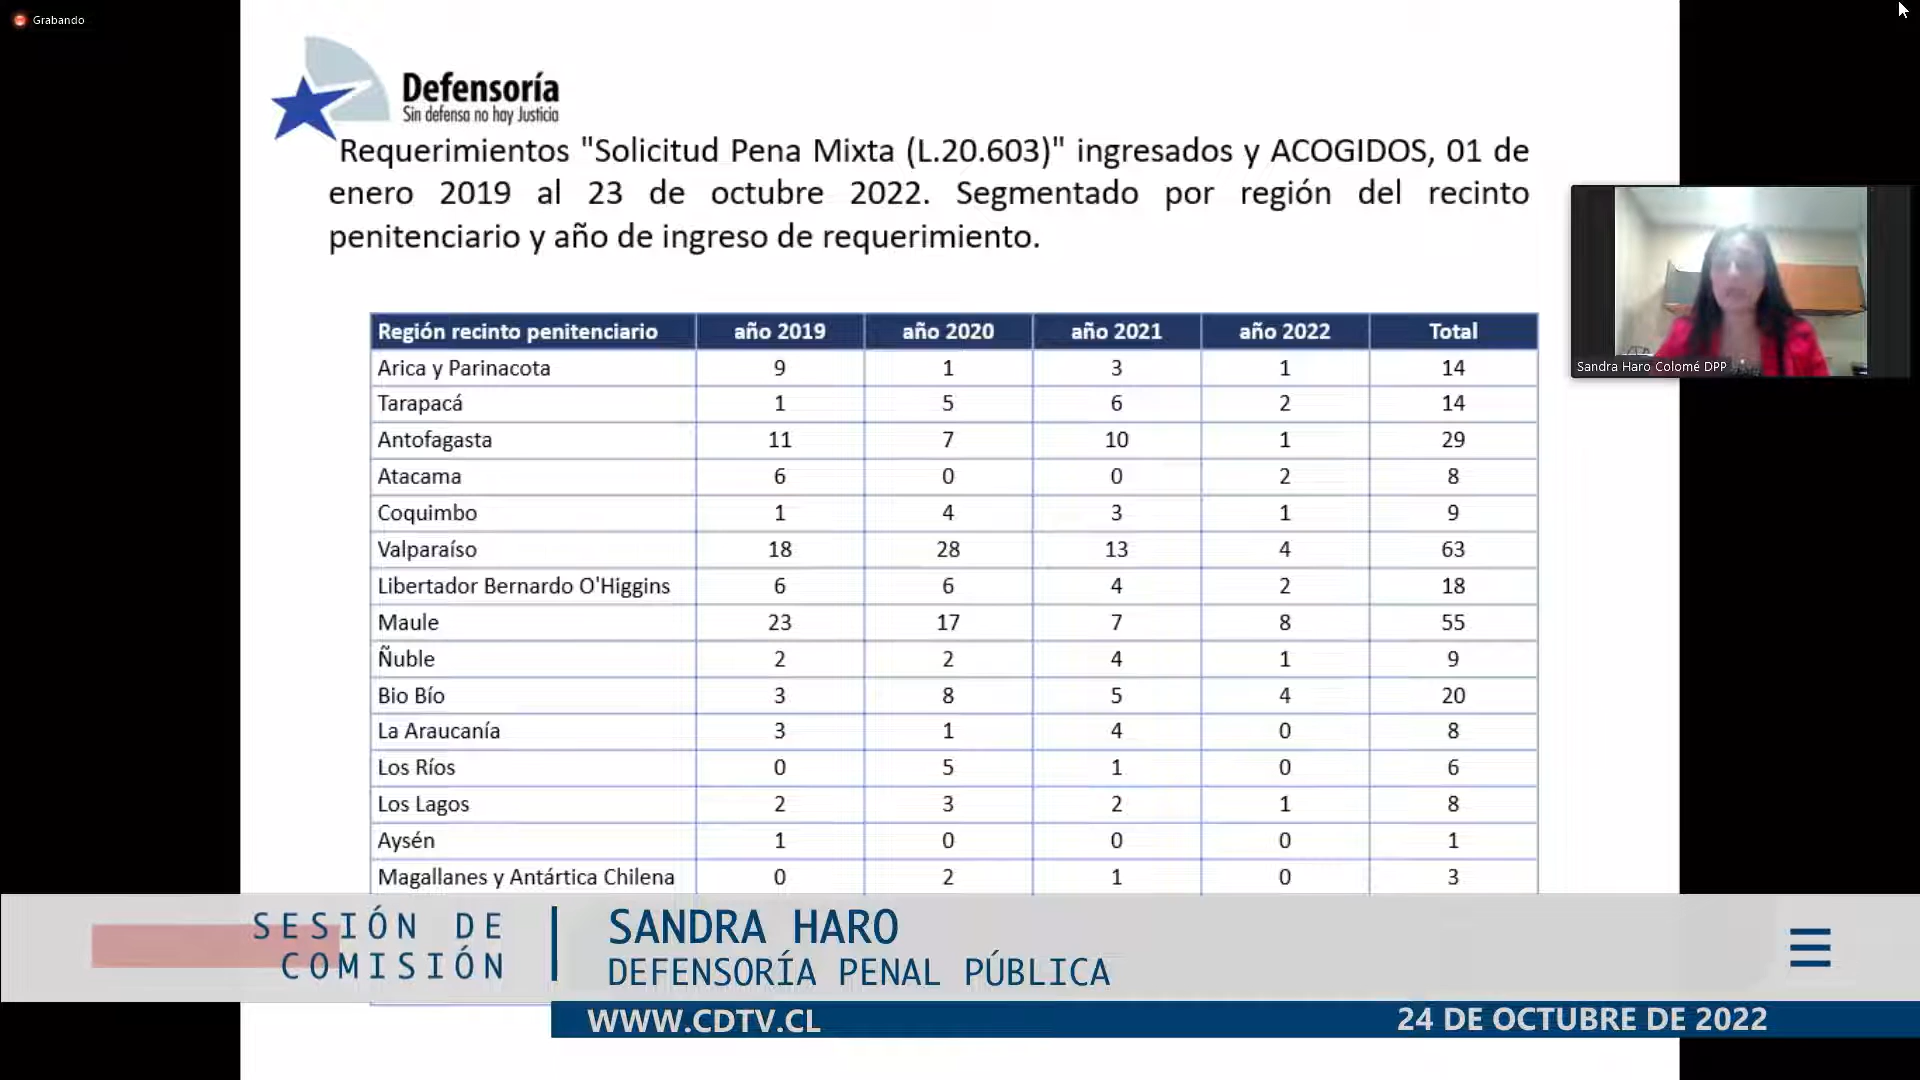 Grabando
Defensoría
Sin defensa no hay Justicia
Requerimientos "Solicitud Pena Mixta (L.20.603)" ingresados y ACOGIDOS, 01 de
enero 2019 al 23 de octubre 2022. Segmentado por región del recinto
penitenciario y año de ingreso de requerimiento.
Sandra Haro Colomé DPP
Región recinto penitenciario año 2019 año 2020 año 2021 año 2022 Total
Arica y Parinacota 9 1 3 1 14
Tarapacá 1 5 6 2 14
Antofagasta 11 7 10 1 29
Atacama 6 0 0 2 8
Coquimbo 1 4 3 1 9
Valparaíso 18 28 13 4 63
Libertador Bernardo O'Higgins 6 6 4 2 18
Maule 23 17 7 8 55
Ñuble 2 2 4 1 9
Bio Bío 3 8 5 4 20
La Araucanía 3 1 4 0 8
Los Ríos 0 5 1 0 6
Los Lagos 2 3 2 1 8
Aysén 1 0 0 0 1
Magallanes y Antártica Chilena 0 2 1 0 3
SESIÓN DE
COMISIÓN
SANDRA HARO
DEFENSORÍA PENAL PÚBLICA
WWW.CDTV.CL
24 DE OCTUBRE DE 2022